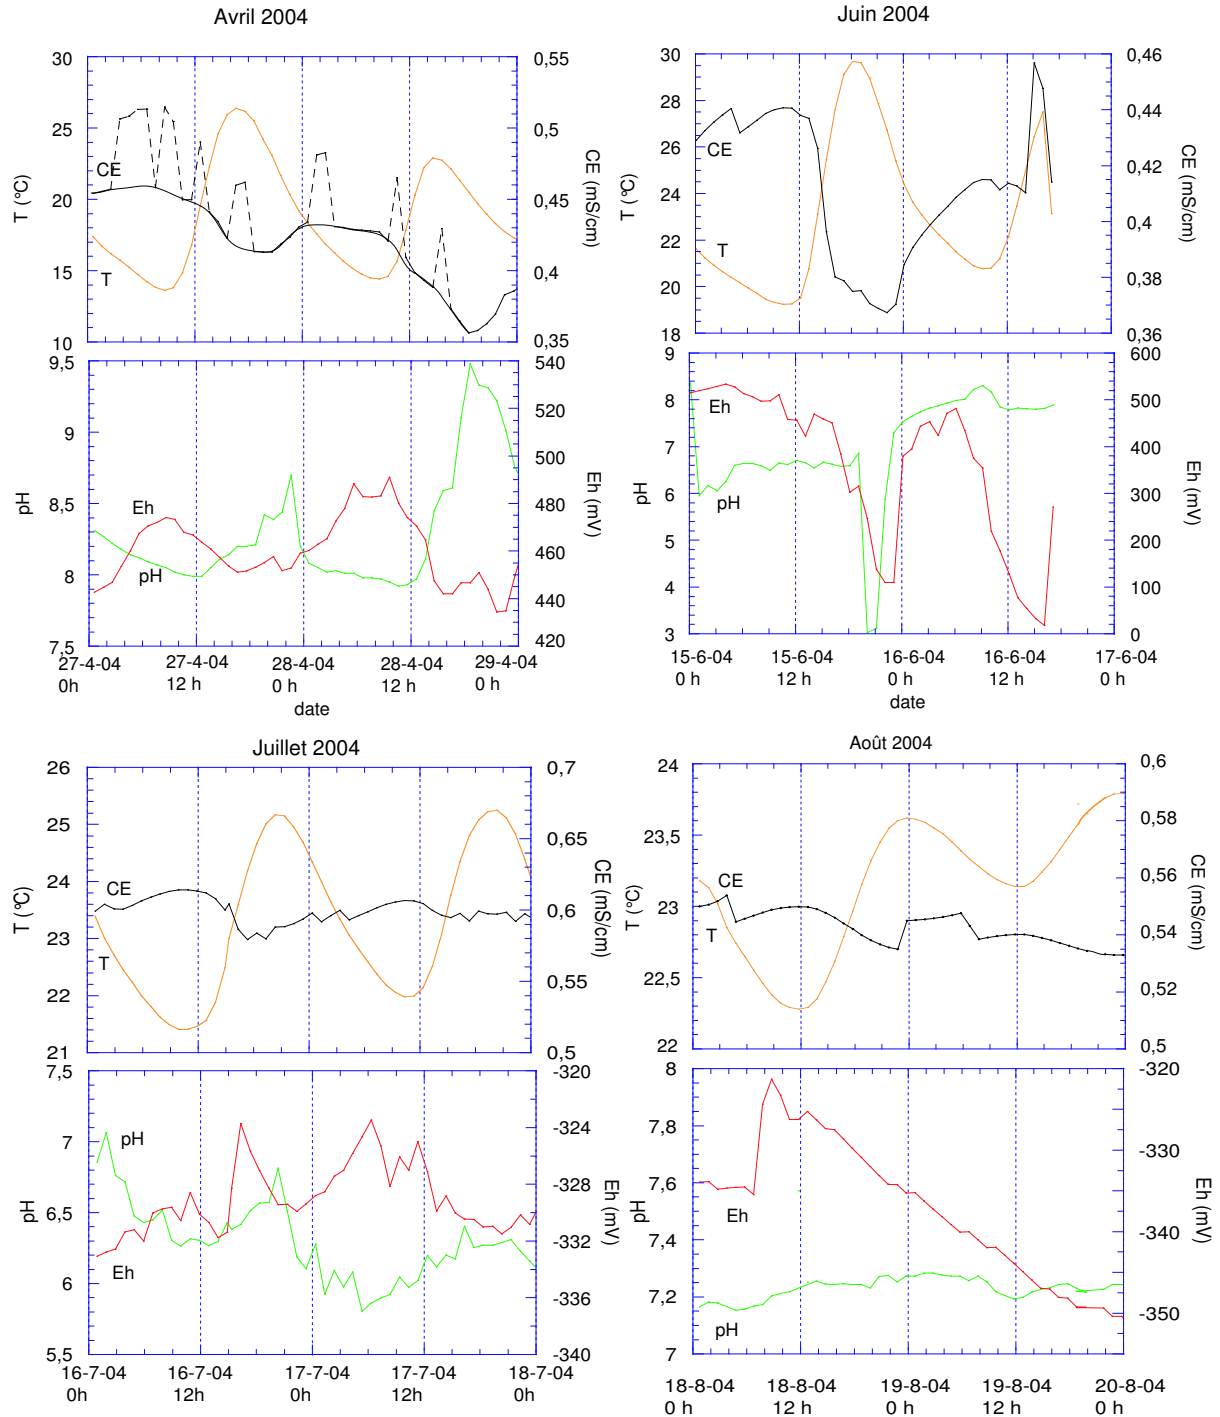 Avril 2004
30
25
20
15
10
T (°C)
0,55
0,5
0,45
0,4
0,35
CE (mS/cm)
CE
T
9,5
9
8,5
8
7,5
pH
540
520
500
480
460
440
420
Eh (mV)
Eh
pH
27-4-04 27-4-04 28-4-04 28-4-04 29-4-04
0h 12 h 0 h 12 h 0 h
date
Juin 2004
30
28
26
24
22
20
18
T (°C)
0,46
0,44
0,42
0,4
0,38
0,36
CE (mS/cm)
CE
T
9
8
7
6
5
4
3
pH
600
500
400
300
200
100
0
Eh (mV)
Eh
pH
15-6-04 15-6-04 16-6-04 16-6-04 17-6-04
0 h 12 h 0 h 12 h 0 h
date
Juillet 2004
26
25
24
23
22
21
T (°C)
0,7
0,65
0,6
0,55
0,5
CE (mS/cm)
CE
T
7,5
7
6,5
6
5,5
pH
-320
-324
-328
-332
-336
-340
Eh (mV)
pH
Eh
16-7-04 16-7-04 17-7-04 17-7-04 18-7-04
0h 12h 0h 12h 0h
Août 2004
24
23,5
23
22,5
22
T (°C)
0,6
0,58
0,56
0,54
0,52
0,5
CE (mS/cm)
CE
T
8
7,8
7,6
7,4
7,2
7
pH
-320
-330
-340
-350
Eh (mV)
Eh
pH
18-8-04 18-8-04 19-8-04 19-8-04 20-8-04
0 h 12 h 0 h 12 h 0 h